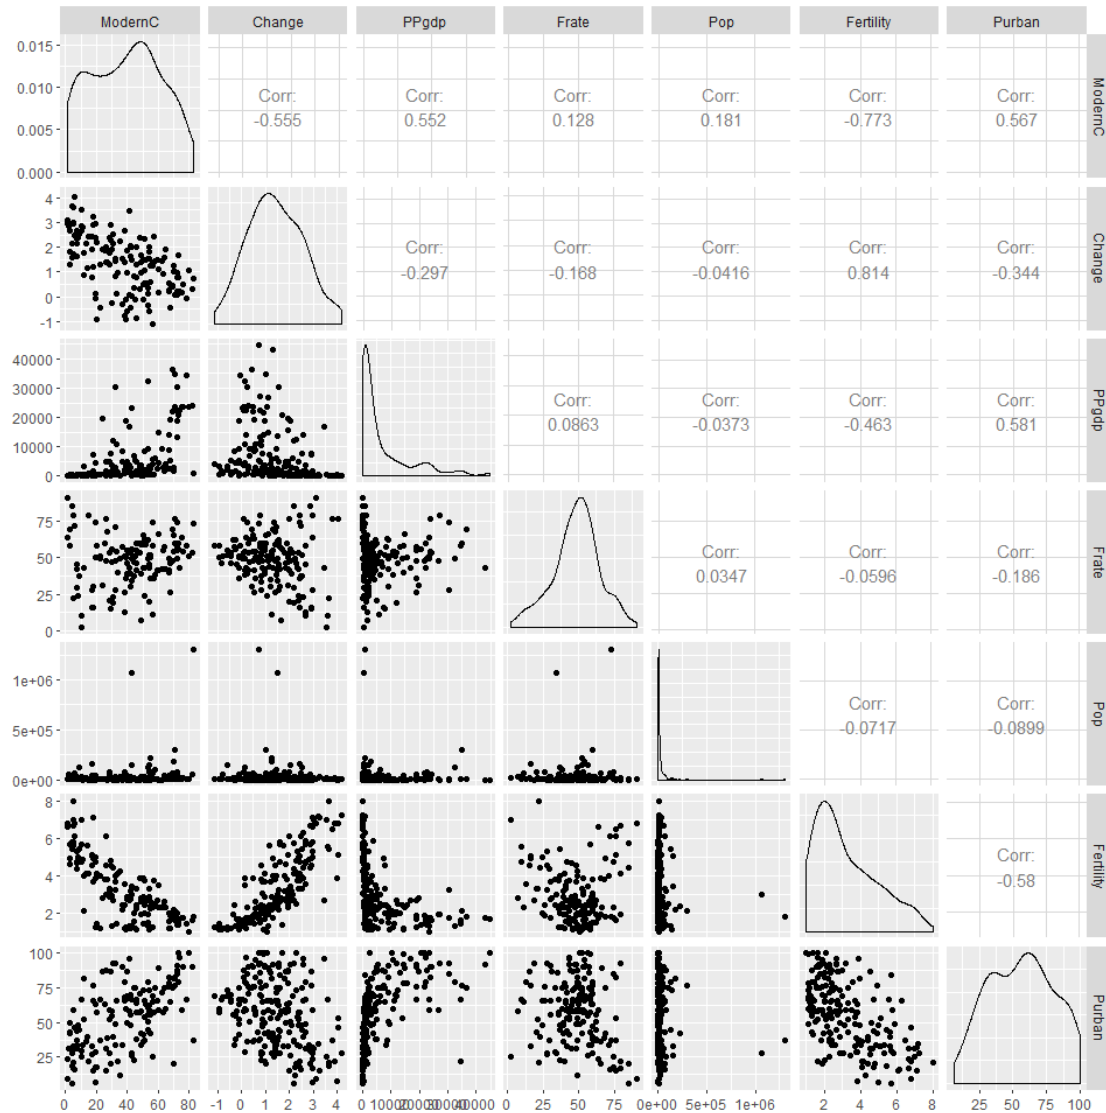 ModernC Change PPgdp Frate Pop Fertility Purban
0.015
0.010
0.005
0.000
Corr: Corr: Corr: Corr: Corr: Corr:
-0.555 0.552 0.128 0.181 -0.773 0.567
ModernC
4
3
2
1
0
-1
Corr: Corr: Corr: Corr: Corr:
-0.297 -0.168 -0.0416 0.814 -0.344
Change
40000
30000
20000
10000
0
Corr: Corr: Corr: Corr:
0.0863 -0.0373 -0.463 0.581
PPgdp
75
50
25
0
Corr: Corr: Corr:
0.0347 -0.0596 -0.186
Frate
1e+06
5e+05
0e+00
Corr: Corr:
-0.0717 -0.0899
Pop
8
6
4
2
Corr:
-0.58
Fertility
100
75
50
25
Purban
0 20 40 60 80 -1 0 1 2 3 4 0 10000 20000 30000 40000 0 25 50 75 0e+00 5e+05 1e+06 2 4 6 8 25 50 75 100